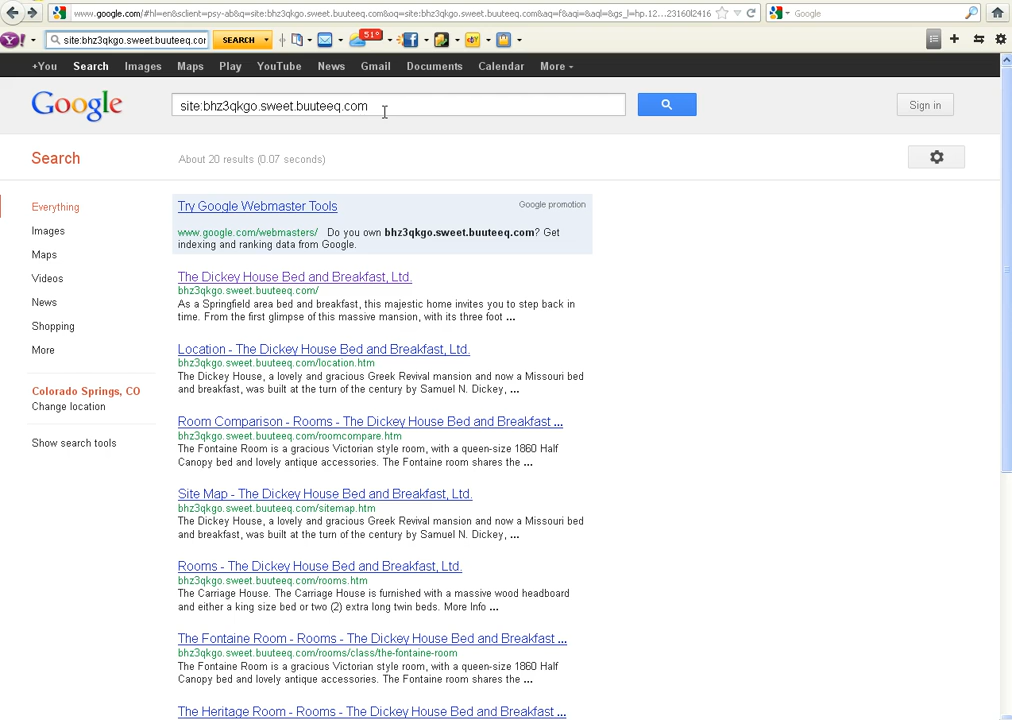 www.google.com/#hl=en&sclient=psy-ab&q=site:bhz3qkgo.sweet.buuteeq.com&oq=site:bhz3qkgo.sweet.buuteeq.com&aq=f&aqi=&aql=&gs_l=hp.12...23160l2416
Google
site:bhz3qkgo.sweet.buuteeq.cor
SEARCH
51°
+You Search Images Maps Play YouTube News Gmail Documents Calendar More
Google
site:bhz3qkgo.sweet.buuteeq.com
Sign in
Search
About 20 results (0.07 seconds)
Everything
Images
Maps
Videos
News
Shopping
More
Colorado Springs, CO
Change location
Show search tools
Try Google Webmaster Tools
Google promotion
www.google.com/webmasters/ Do you own bhz3qkgo.sweet.buuteeq.com? Get
indexing and ranking data from Google.
The Dickey House Bed and Breakfast, Ltd.
bhz3qkgo.sweet.buuteeq.com/
As a Springfield area bed and breakfast, this majestic home invites you to step back in
time. From the first glimpse of this massive mansion, with its three foot ...
Location - The Dickey House Bed and Breakfast, Ltd.
bhz3qkgo.sweet.buuteeq.com/location.htm
The Dickey House, a lovely and gracious Greek Revival mansion and now a Missouri bed
and breakfast, was built at the turn of the century by Samuel N. Dickey, ...
Room Comparison - Rooms - The Dickey House Bed and Breakfast ...
bhz3qkgo.sweet.buuteeq.com/roomcompare.htm
The Fontaine Room is a gracious Victorian style room, with a queen-size 1860 Half
Canopy bed and lovely antique accessories. The Fontaine room shares the ...
Site Map - The Dickey House Bed and Breakfast, Ltd.
bhz3qkgo.sweet.buuteeq.com/sitemap.htm
The Dickey House, a lovely and gracious Greek Revival mansion and now a Missouri bed
and breakfast, was built at the turn of the century by Samuel N. Dickey, ...
Rooms - The Dickey House Bed and Breakfast, Ltd.
bhz3qkgo.sweet.buuteeq.com/rooms.htm
The Carriage House. The Carriage House is furnished with a massive wood headboard
and either a king size bed or two (2) extra long twin beds. More Info ...
The Fontaine Room - Rooms - The Dickey House Bed and Breakfast ...
bhz3qkgo.sweet.buuteeq.com/rooms/class/the-fontaine-room
The Fontaine Room is a gracious Victorian style room, with a queen-size 1860 Half
Canopy bed and lovely antique accessories. The Fontaine room shares the ...
The Heritage Room - Rooms - The Dickey House Bed and Breakfast ...